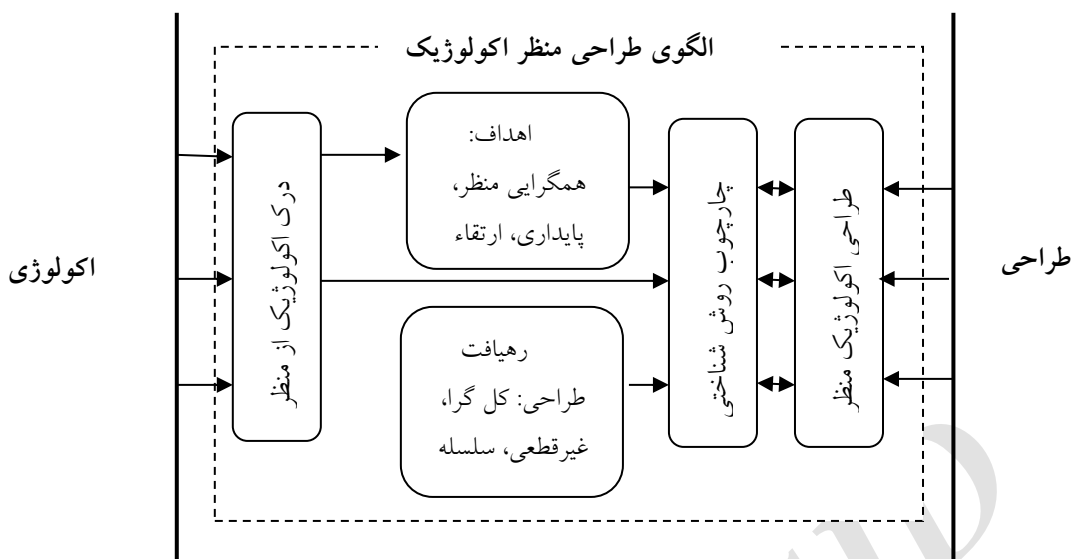 الگوی طراحی منظر اکولوژیک
اکولوژی
درک اکولوژیک از منظر
اهداف:
همگرایی منظر،
پایداری، ارتقاء
رهیافت
طراحی: کل گرا،
غیرقطعی، سلسله
چارچوب روش شناختی
طراحی اکولوژیک منظر
طراحی